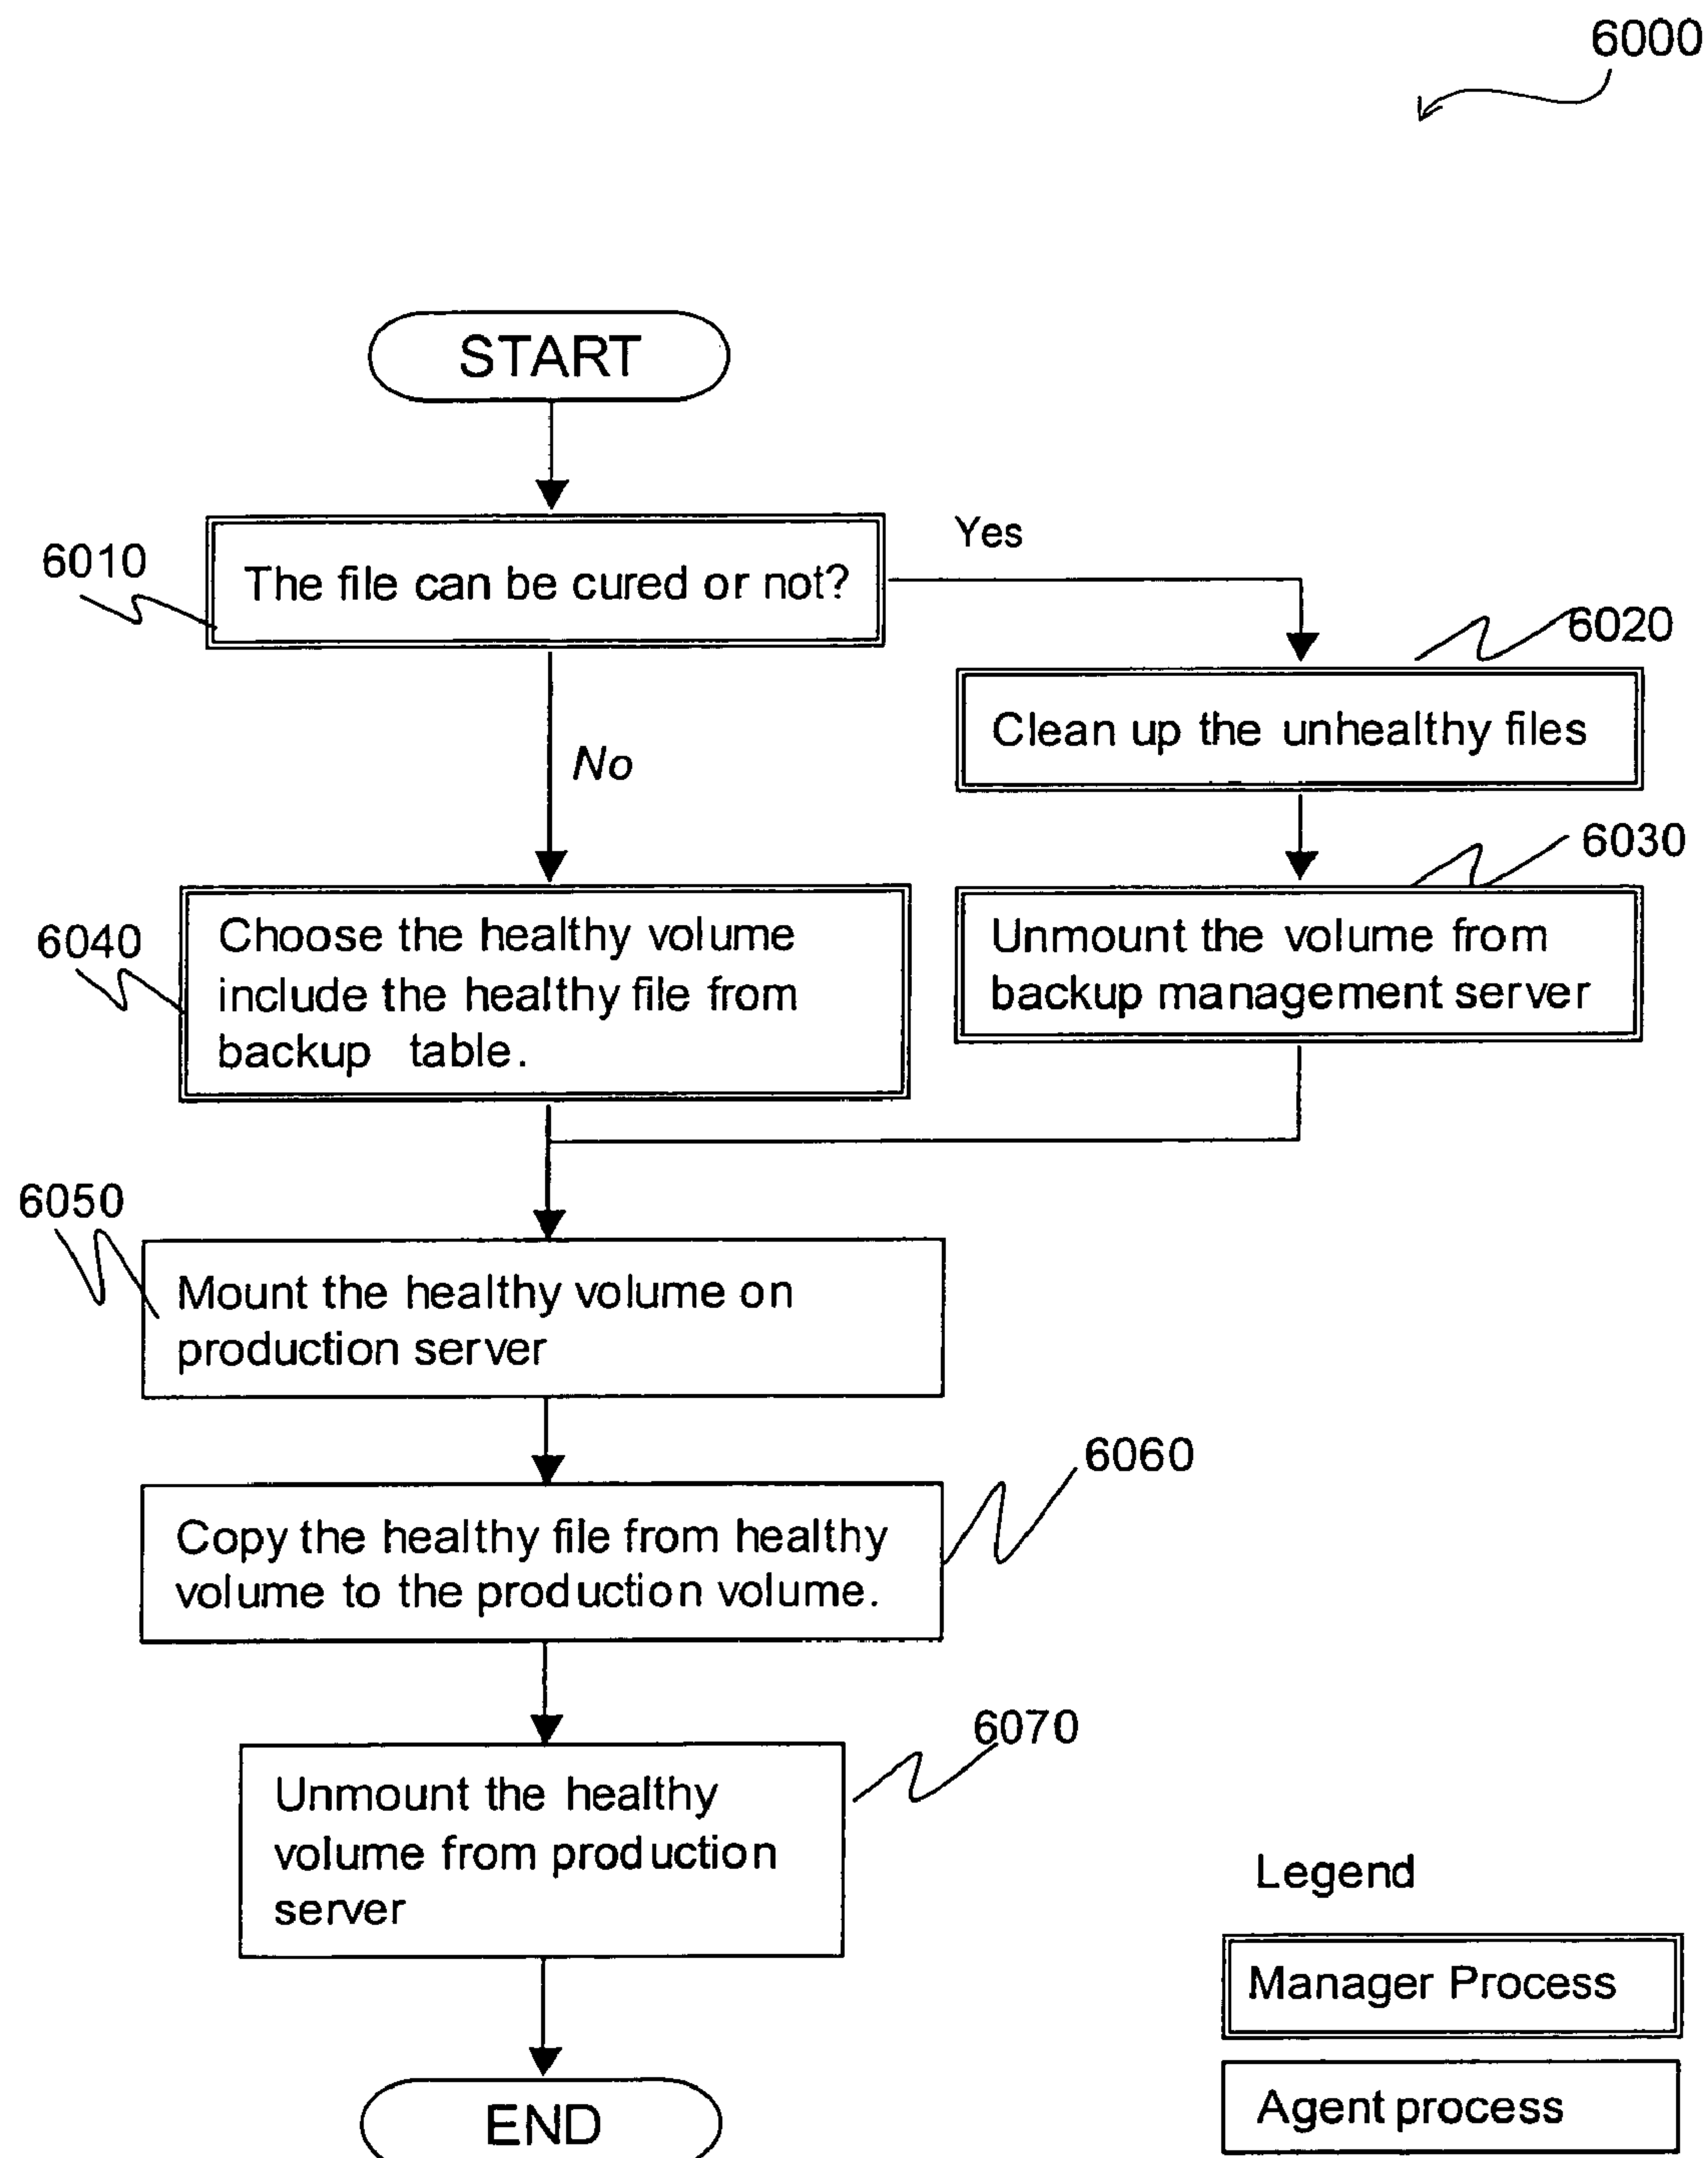 6000
START
6010
The file can be cured or not?
Yes
6020
Clean up the unhealthy files
No
6030
Unmount the volume from
backup management server
6040
Choose the healthy volume
include the healthy file from
backup table.
6050
Mount the healthy volume on
production server
6060
Copy the healthy file from healthy
volume to the production volume.
6070
Unmount the healthy
volume from production
server
END
Legend
Manager Process
Agent process